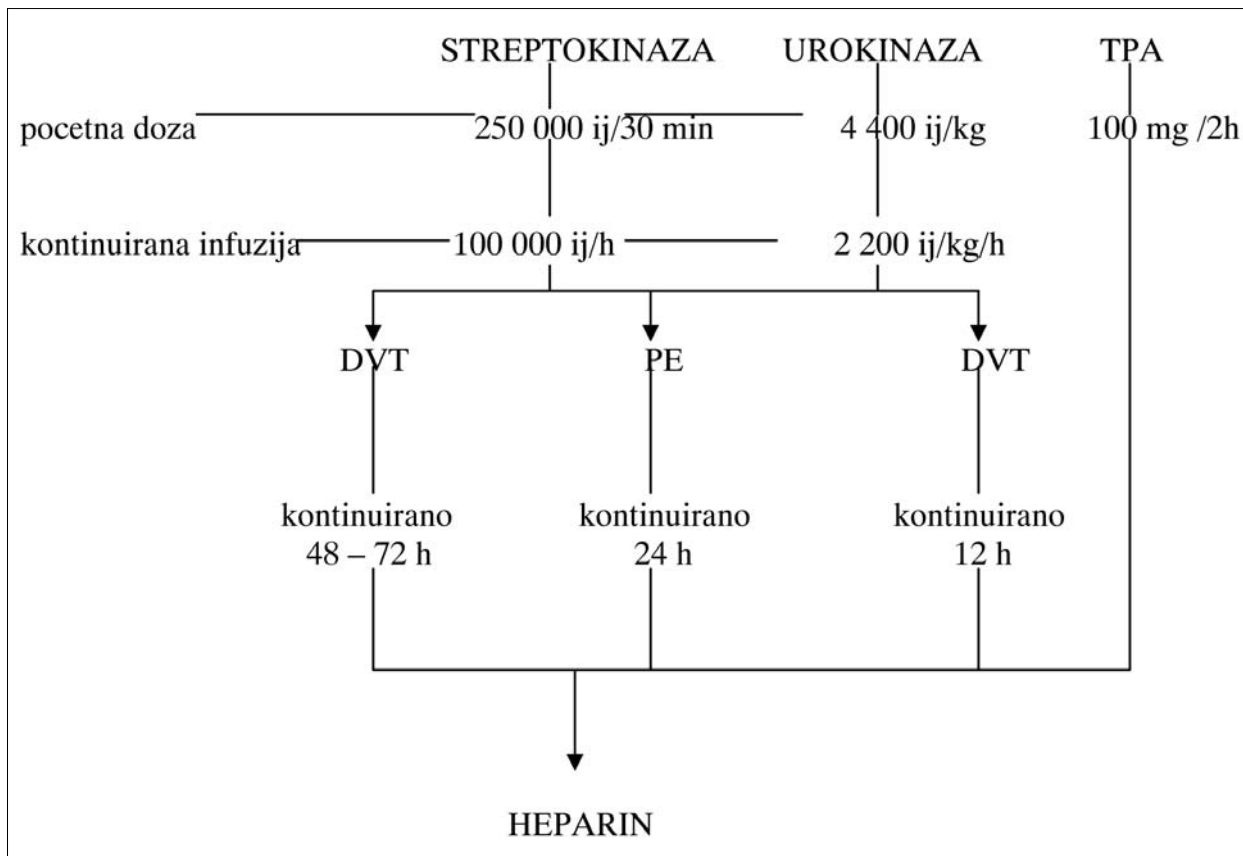 STREPTOKINAZA UROKINAZA TPA
pocetna doza 250 000 ij/30 min 4 400 ij/kg 100 mg /2h
kontinuirana infuzija 100 000 ij/h 2 200 ij/kg/h
DVT PE DVT
kontinuirano kontinuirano kontinuirano
48 – 72 h 24 h 12 h
HEPARIN